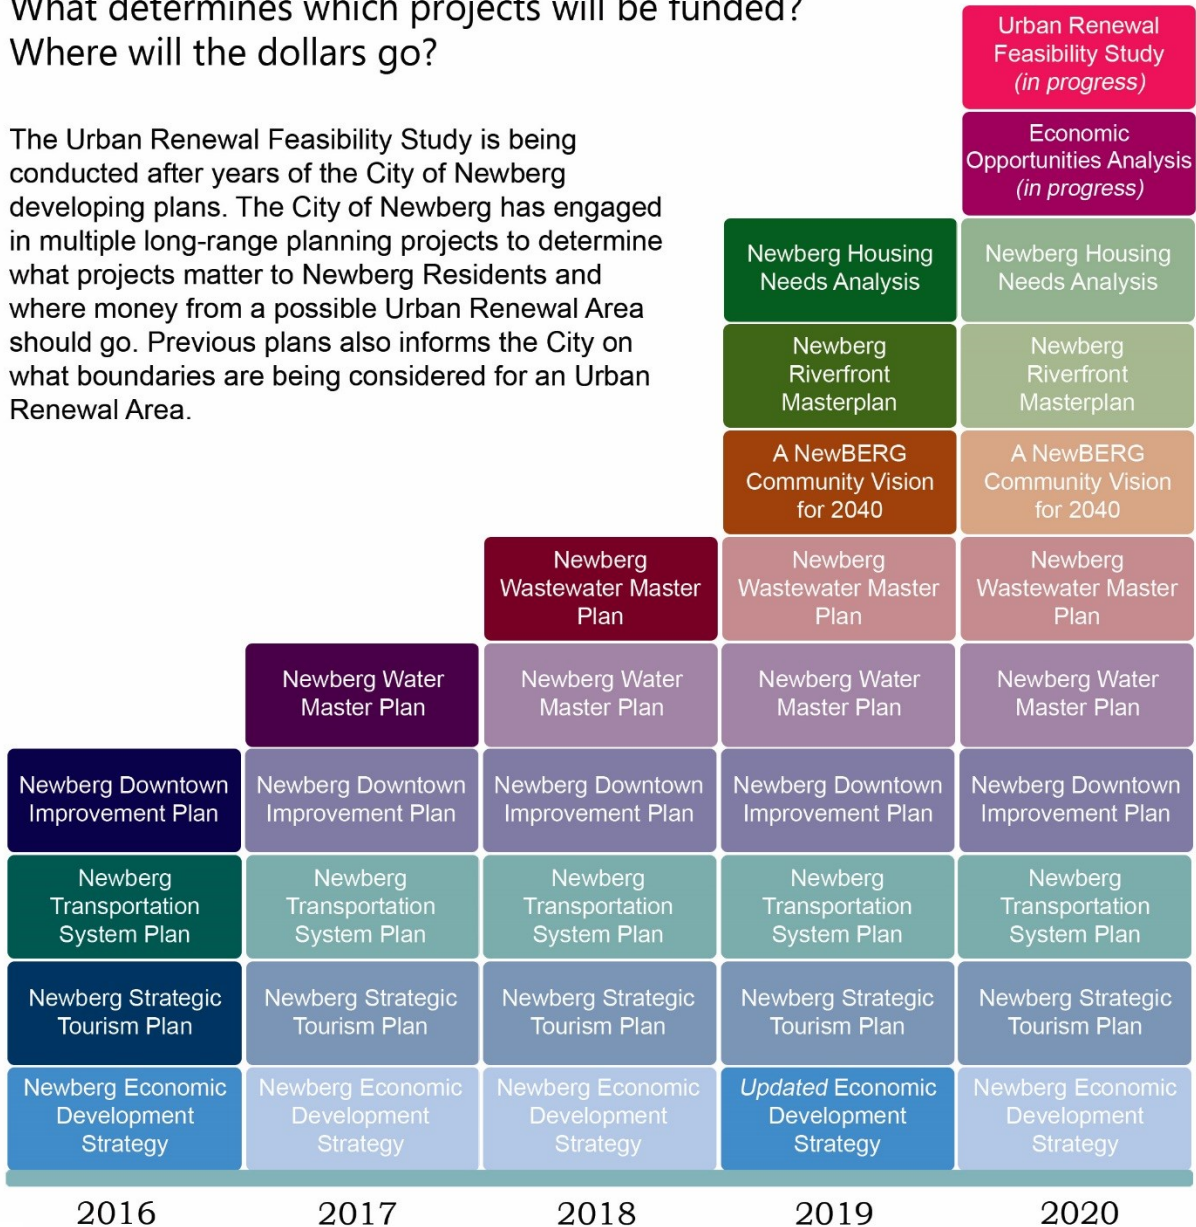 What determines which projects will be funded?
Where will the dollars go?
The Urban Renewal Feasibility Study is being
conducted after years of the City of Newberg
developing plans. The City of Newberg has engaged
in multiple long-range planning projects to determine
what projects matter to Newberg Residents and
where money from a possible Urban Renewal Area
should go. Previous plans also informs the City on
what boundaries are being considered for an Urban
Renewal Area.
Newberg Downtown
Improvement Plan
Newberg
Transportation
System Plan
Newberg Strategic
Tourism Plan
Newberg Economic
Development
Strategy
2016
Newberg Water
Master Plan
Newberg Downtown
Improvement Plan
Newberg
Transportation
System Plan
Newberg Strategic
Tourism Plan
Newberg Economic
Development
Strategy
2017
Newberg
Wastewater Master
Plan
Newberg Water
Master Plan
Newberg Downtown
Improvement Plan
Newberg
Transportation
System Plan
Newberg Strategic
Tourism Plan
Newberg Economic
Development
Strategy
2018
Newberg Housing
Needs Analysis
Newberg
Riverfront
Masterplan
A NewBERG
Community Vision
for 2040
Newberg
Wastewater Master
Plan
Newberg Water
Master Plan
Newberg Downtown
Improvement Plan
Newberg
Transportation
System Plan
Newberg Strategic
Tourism Plan
Updated Economic
Development
Strategy
2019
Urban Renewal
Feasibility Study
(in progress)
Economic
Opportunities Analysis
(in progress)
Newberg Housing
Needs Analysis
Newberg
Riverfront
Masterplan
A NewBERG
Community Vision
for 2040
Newberg
Wastewater Master
Plan
Newberg Water
Master Plan
Newberg Downtown
Improvement Plan
Newberg
Transportation
System Plan
Newberg Strategic
Tourism Plan
Newberg Economic
Development
Strategy
2020